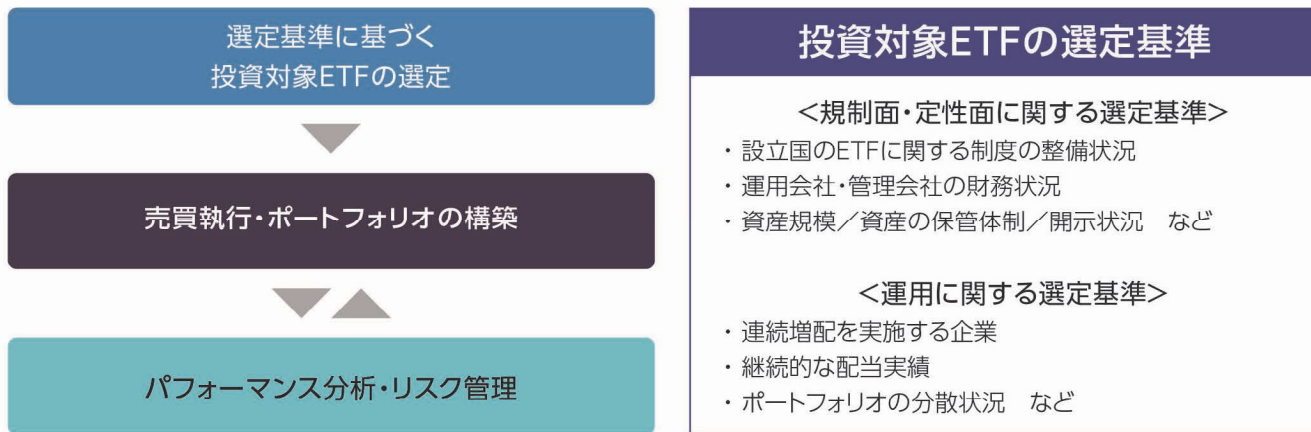 選定基準に基づく
投資対象ETFの選定
売買執行・ポートフォリオの構築
パフォーマンス分析・リスク管理
投資対象ETFの選定基準
＜規制面・定性面に関する選定基準＞
・設立国のETFに関する制度の整備状況
・運用会社・管理会社の財務状況
・資産規模／資産の保管体制／開示状況　など
＜運用に関する選定基準＞
・連続増配を実施する企業
・継続的な配当実績
・ポートフォリオの分散状況　など